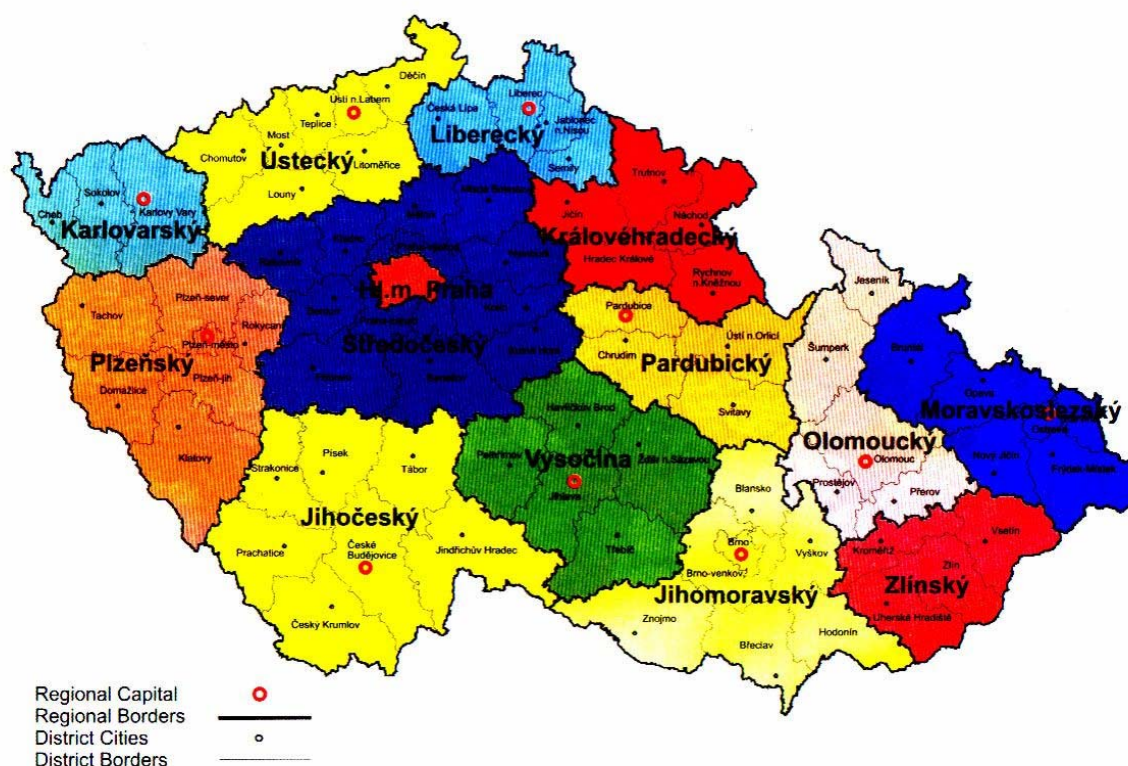 Děčín
Ústí n.Labem
Teplice
Most
Chomutov
Ústecký
Litoměřice
Louny
Česká Lípa
Liberec
Liberecký
Jablonec
n.Nisou
Semily
Trutnov
Jičín
Náchod
Královéhradecký
Hradec Králové
Rychnov
n.Kněžnou
Sokolov
Cheb
Karlovy Vary
Karlovarský
Mladá Boleslav
Hl.m. Praha
Středočeský
Plzeň-sever
Tachov
Rokycany
Plzeň-město
Plzeňský
Plzeň-jih
Domažlice
Klatovy
Pardubice
Chrudim
Ústí n.Orlicí
Pardubický
Svitavy
Jeseník
Šumperk
Olomoucký
Olomouc
Prostějov
Přerov
Bruntál
Opava
Moravskoslezský
Ostrava
Nový Jičín
Frýdek-Místek
Havlíčkův Brod
Pelhřimov
Vysočina
Žďár n.Sázavou
Jihlava
Třebíč
Písek
Strakonice
Tábor
Jihočeský
Prachatice
České
Budějovice
Jindřichův Hradec
Český Krumlov
Blansko
Brno
Vyškov
Brno-venkov
Jihomoravský
Znojmo
Hodonín
Břeclav
Vsetín
Kroměříž
Zlín
Zlínský
Uherské Hradiště
Regional Capital
Regional Borders
District Cities
District Borders